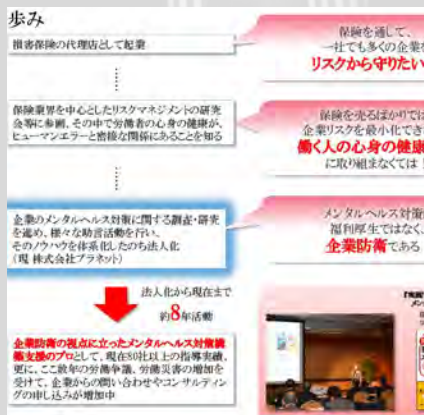 歩み
損害保険の代理店として起業
保険を通して、
一社でも多くの企業を
リスクから守りたい
保険業界を中心としたリスクマネジメントの研究
会等に参画、その中で労働者の心身の健康が、
ヒューマンエラーと密接な関係にあることを知る
保険を売るばかりでは
企業リスクを最小化でき
働く人の心身の健康
に取り組まなくては！
企業のメンタルヘルス対策に関する調査・研究
を進め、様々な助言活動を行い、
そのノウハウを体系化したのち法人化
(現 株式会社プラネット)
メンタルヘルス対策
福利厚生ではなく、
企業防衛である
法人化から現在まで
約8年活動
企業防衛の視点に立ったメンタルヘルス対策構
築支援のプロとして、現在80社以上の指導実績。
更に、ここ数年の労働争議、労働災害の増加を
受けて、企業からの問い合わせやコンサルティン
グの申し込みが増加中